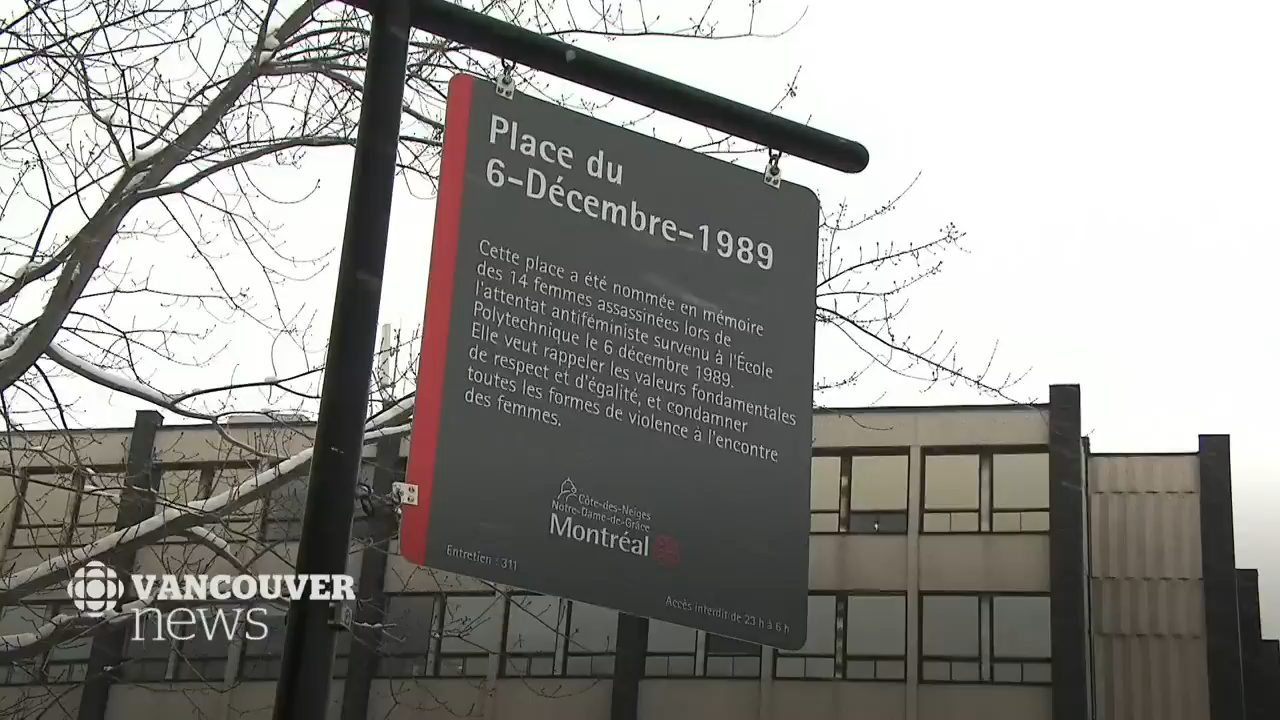 Place du
6-Décembre-1989
Cette place a été nommée en mémoire
des 14 femmes assassinées lors de
l'attentat antiféministe survenu à l'École
Polytechnique le 6 décembre 1989.
Elle veut rappeler les valeurs fondamentales
de respect et d'égalité, et condamner
toutes les formes de violence à l'encontre
des femmes.
Côte-des-Neiges
Notre-Dame-de-Grâce
Montréal
Entretien : 311
Accès interdit de 23 h à 6 h
VANCOUVER
news